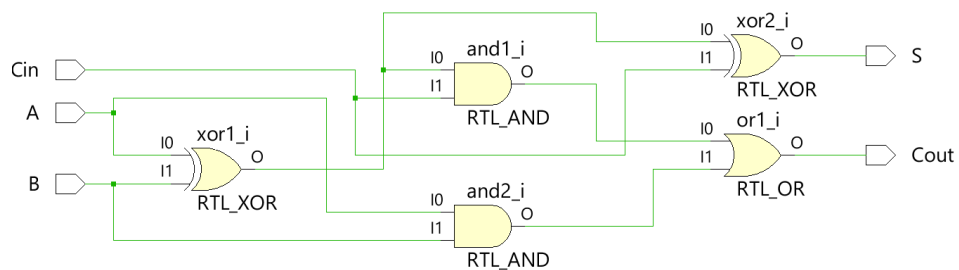 Cin
A
B
xor1_i
I0
I1
O
RTL_XOR
and1_i
I0
I1
O
RTL_AND
and2_i
I0
I1
O
RTL_AND
xor2_i
I0
I1
O
RTL_XOR
or1_i
I0
I1
O
RTL_OR
S
Cout